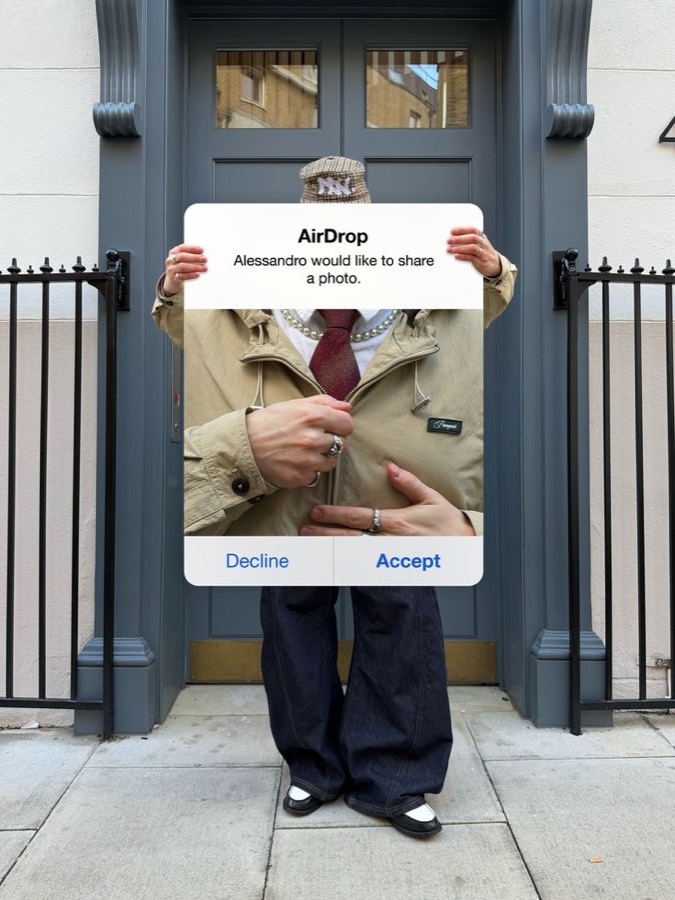 AirDrop
Alessandro would like to share
a photo.
Decline
Accept